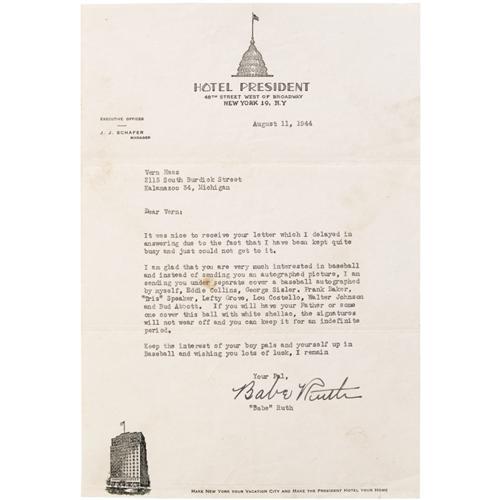 HOTEL PRESIDENT
48TH STREET WEST OF BROADWAY
NEW YORK 19, N.Y
EXECUTIVE OFFICES
J. J. SCHAFER
MANAGER
August 11, 1944
Vern Haas
2115 South Burdick Street
Kalamazoo 34, Michigan
Dear Vern:
It was nice to receive your letter which I delayed in
answering due to the fact that I have been kept quite
busy and just could not get to it.
I am glad that you are very much interested in baseball
and instead of sending you an autographed picture, I am
sending you under separate cover a baseball autographed
by myself, Eddie Collins, George Sisler, Frank Baker,
"Tris" Speaker, Lefty Grove, Lou Costello, Walter Johnson
and Bud Abbott. If you will have your Father or some
one cover this ball with white shellac, the signatures
will not wear off and you can keep it for an indefinite
period.
Keep the interest of your boy pals and yourself up in
Baseball and wishing you lots of luck, I remain
Your Pal,
Babe Ruth
"Babe" Ruth
MAKE NEW YORK YOUR VACATION CITY AND MAKE THE PRESIDENT HOTEL YOUR HOME